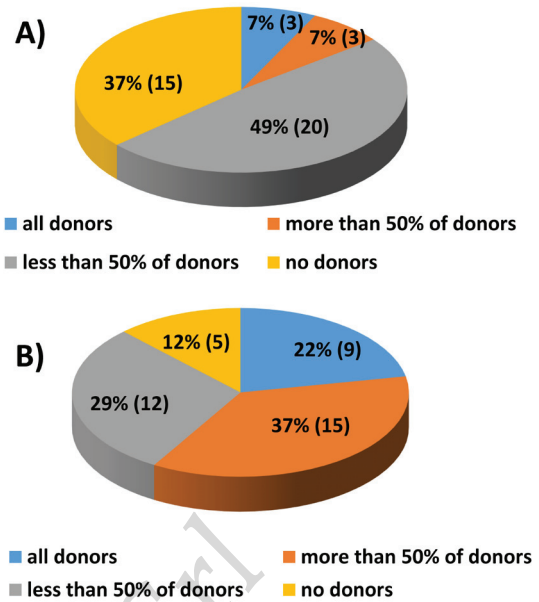 A)
7% (3)
7% (3)
37% (15)
49% (20)
all donors
more than 50% of donors
less than 50% of donors
no donors
B)
12% (5)
22% (9)
29% (12)
37% (15)
all donors
more than 50% of donors
less than 50% of donors
no donors